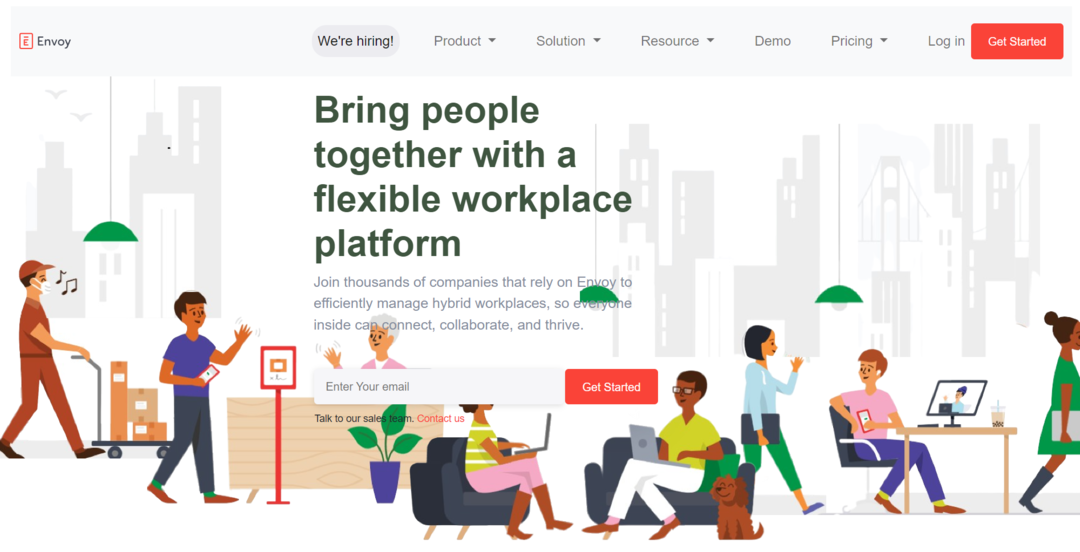 Envoy
We're hiring! Product Solution Resource Demo Pricing Log in Get Started
Bring people
together with a
flexible workplace
platform
Join thousands of companies that rely on Envoy to
efficiently manage hybrid workplaces, so everyone
inside can connect, collaborate, and thrive.
Enter Your email Get Started
Talk to our sales team. Contact us